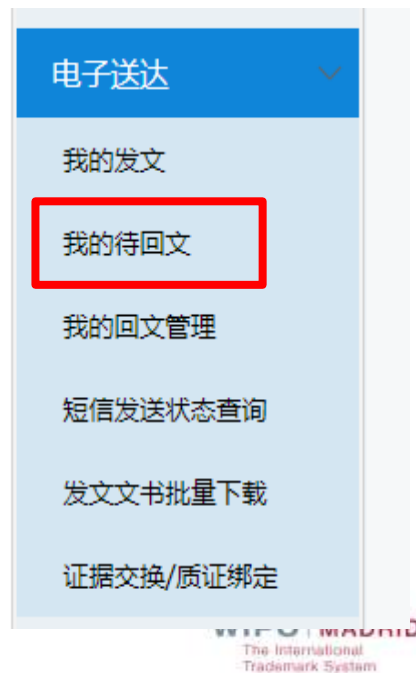 电子送达
我的发文
我的待回文
我的回文管理
短信发送状态查询
发文文书批量下载
证据交换/质证绑定
The International
Trademark System